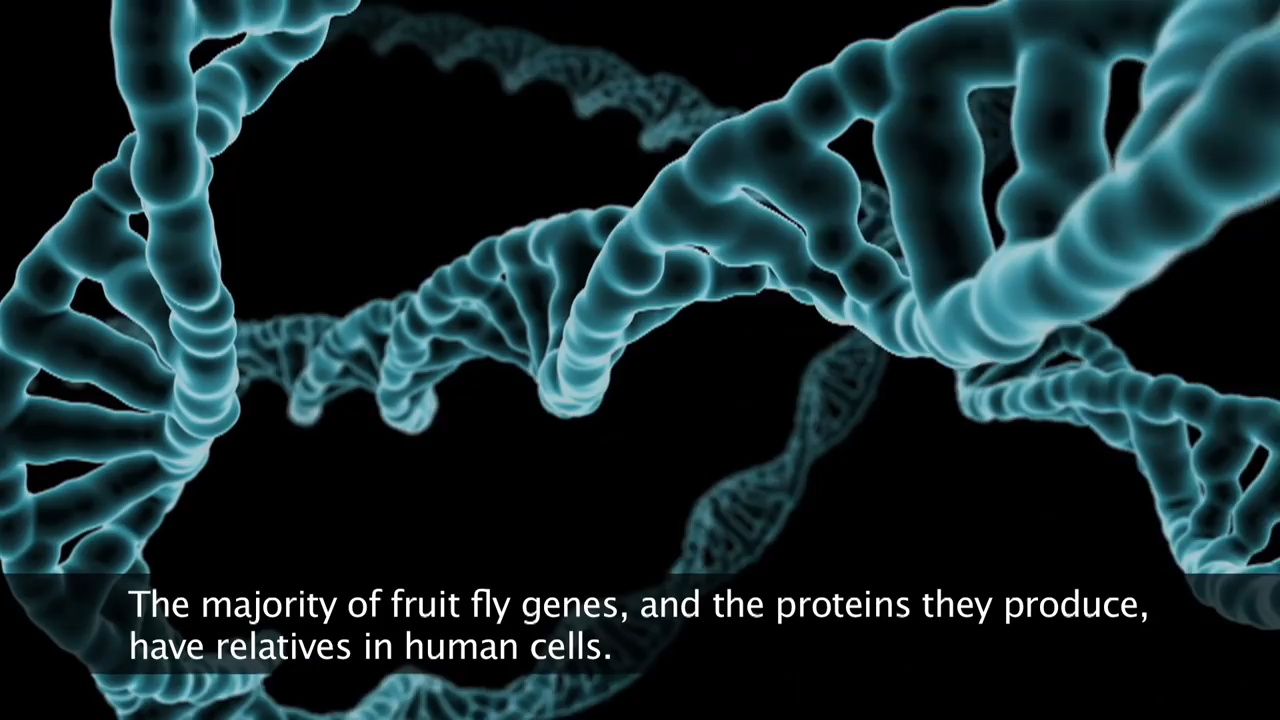 The majority of fruit fly genes, and the proteins they produce,
have relatives in human cells.